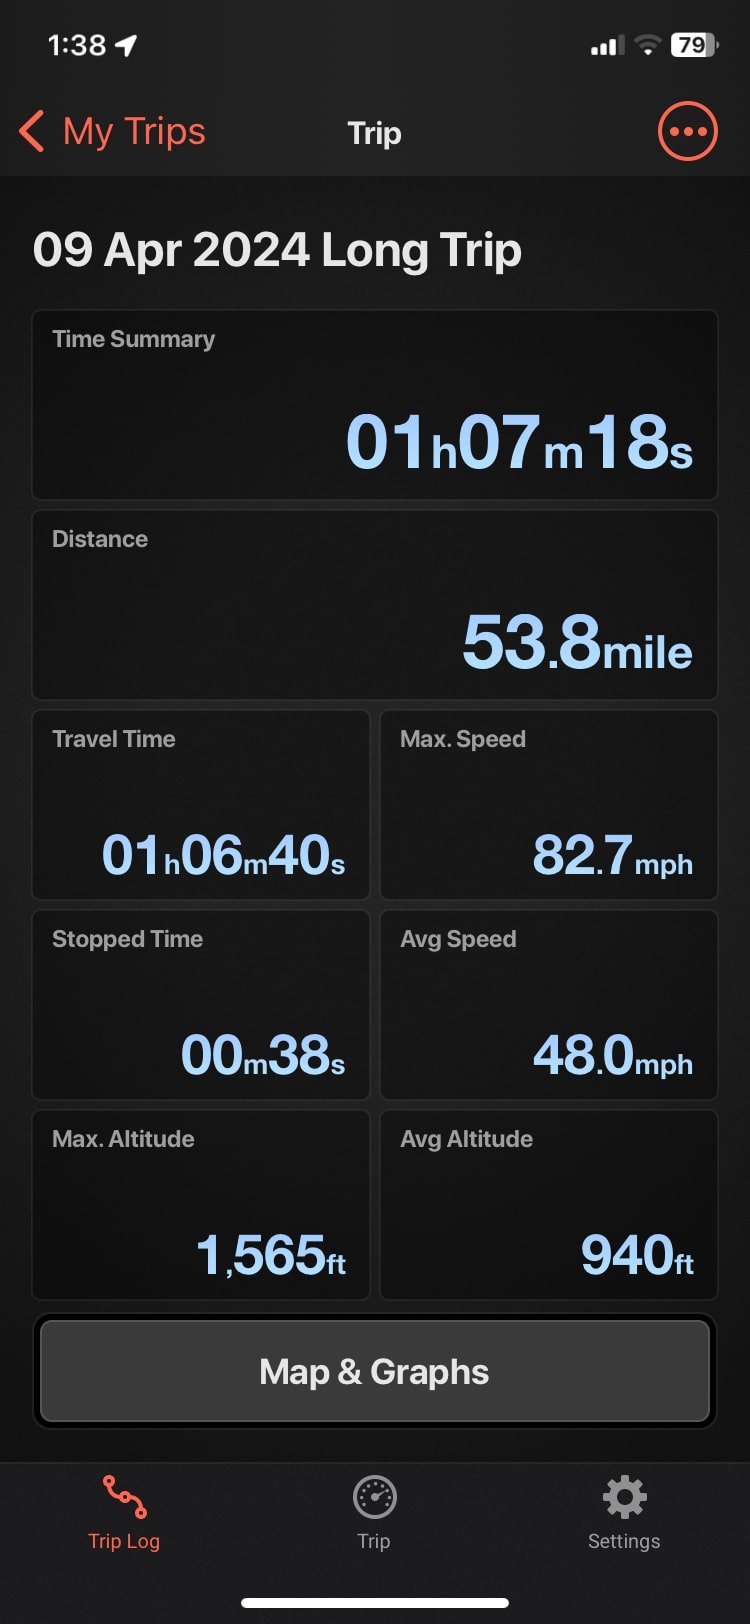 1:38
79
My Trips
Trip
09 Apr 2024 Long Trip
Time Summary
01h07m18s
Distance
53.8mile
Travel Time
Max. Speed
01h06m40s
82.7mph
Stopped Time
Avg Speed
00m38s
48.0mph
Max. Altitude
Avg Altitude
1,565ft
940ft
Map & Graphs
Trip Log
Trip
Settings